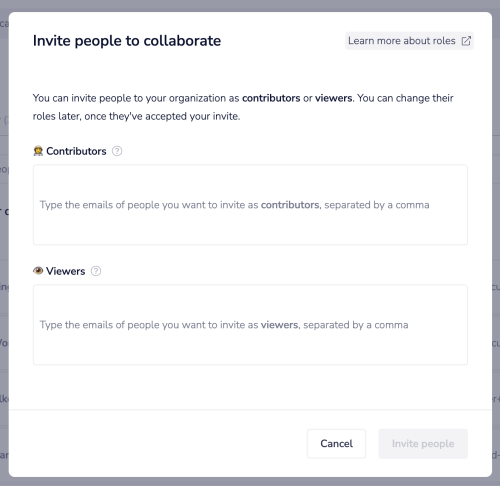 Invite people to collaborate
Learn more about roles
You can invite people to your organization as contributors or viewers. You can change their
roles later, once they've accepted your invite.
Contributors
Type the emails of people you want to invite as contributors, separated by a comma
Viewers
Type the emails of people you want to invite as viewers, separated by a comma
Cancel
Invite people